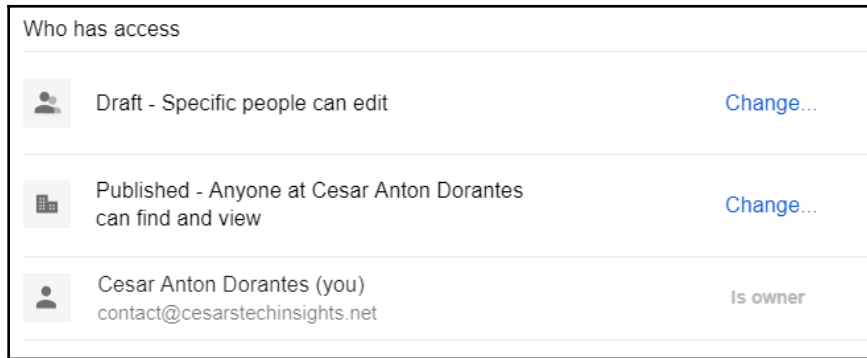 Who has access
Draft - Specific people can edit
Change...
Published - Anyone at Cesar Anton Dorantes
can find and view
Change...
Cesar Anton Dorantes (you)
contact@cesarstechinsights.net
Is owner